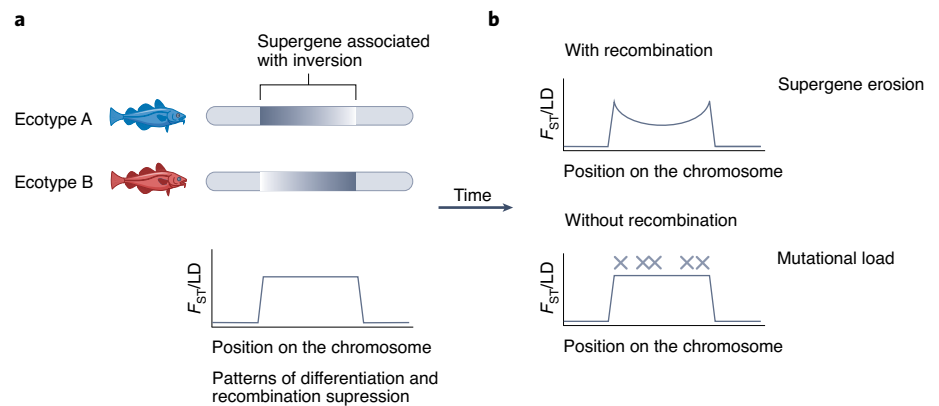 a
Supergene associated
with inversion
Ecotype A
Ecotype B
FST/LD
Position on the chromosome
Patterns of differentiation and
recombination supression
Time
b
With recombination
Supergene erosion
FST/LD
Position on the chromosome
Without recombination
Mutational load
FST/LD
Position on the chromosome